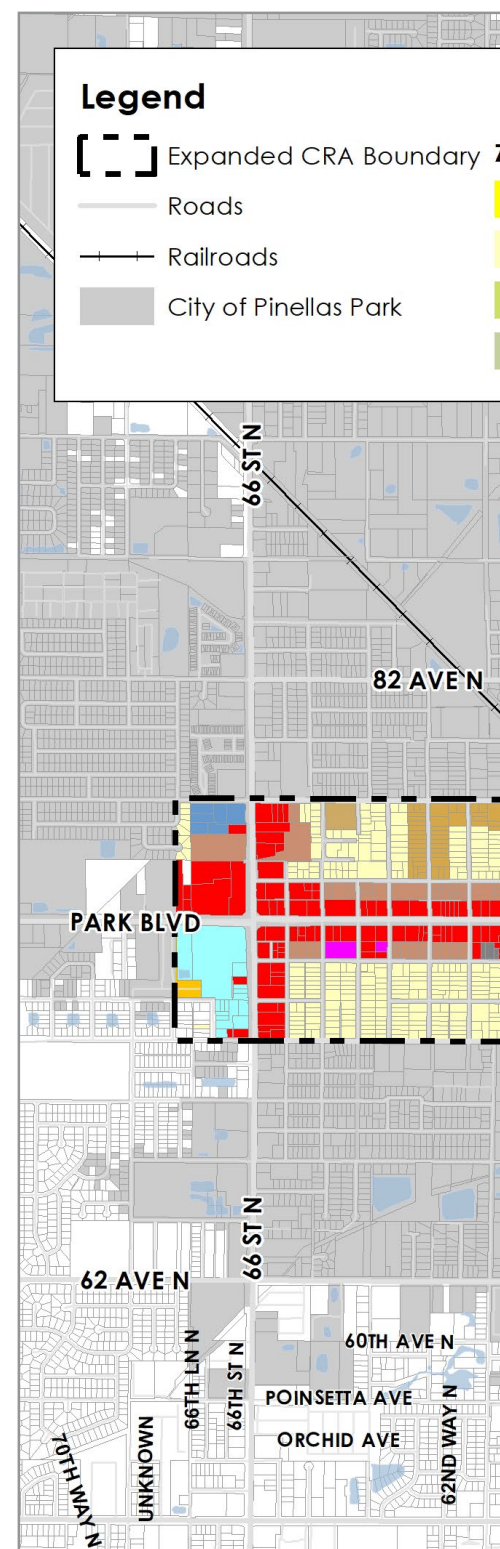 Legend
Expanded CRA Boundary
Roads
Railroads
City of Pinellas Park
66 ST N
82 AVE N
PARK BLVD
66 ST N
62 AVE N
60TH AVE N
66TH LN N
66TH ST N
POINSETTA AVE
62ND WAY N
ORCHID AVE
UNKNOWN
70TH WAY N